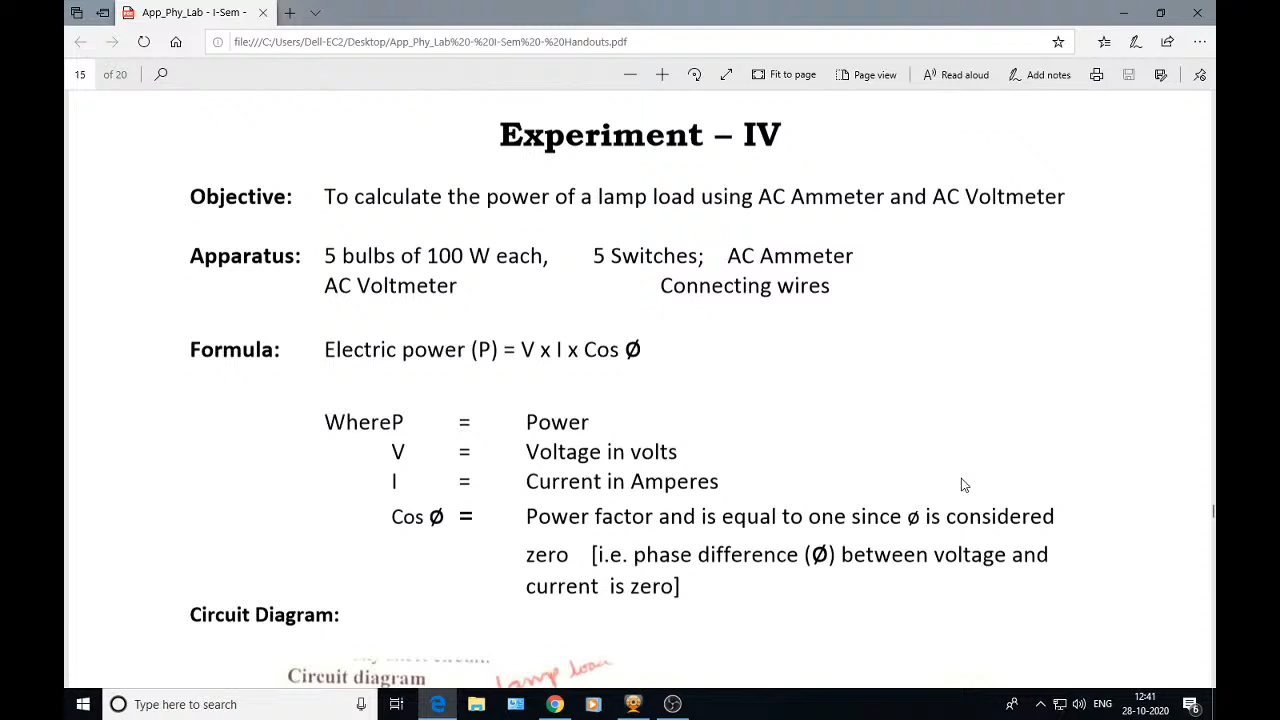 App_Phy_Lab - I-Sem -
file:///C:/Users/Dell-EC2/Desktop/App_Phy_Lab%20-%20I-Sem%20-%20Handouts.pdf
15 of 20 Fit to page Page view Read aloud Add notes
Experiment – IV
Objective: To calculate the power of a lamp load using AC Ammeter and AC Voltmeter
Apparatus: 5 bulbs of 100 W each, 5 Switches; AC Ammeter
AC Voltmeter Connecting wires
Formula: Electric power (P) = V x I x Cos Ø
WhereP = Power
V = Voltage in volts
I = Current in Amperes
Cos Ø = Power factor and is equal to one since ø is considered
zero [i.e. phase difference (Ø) between voltage and
current is zero]
Circuit Diagram:
Circuit diagram lamp load
Type here to search ENG 12:41
28-10-2020